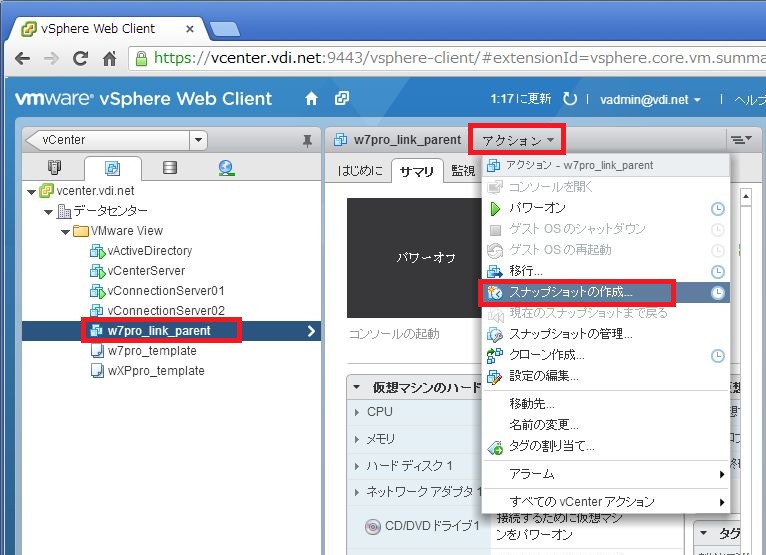 vSphere Web Client
https://vcenter.vdi.net:9443/vsphere-client/#extensionId=vsphere.core.vm.summa
vmware® vSphere Web Client
1:17に更新
vadmin@vdi.net
ヘルプ
vCenter
vcenter.vdi.net
データセンター
VMware View
vActiveDirectory
vCenterServer
vConnectionServer01
vConnectionServer02
w7pro_link_parent
w7pro_template
wXPpro_template
w7pro_link_parent
アクション
はじめに
サマリ
監視
パワーオフ
コンソールの起動
アクション - w7pro_link_parent
コンソールを開く
パワーオン
ゲスト OS のシャットダウン
ゲスト OS の再起動
移行...
スナップショットの作成...
現在のスナップショットまで戻る
スナップショットの管理...
クローン作成...
設定の編集...
移動先...
名前の変更...
タグの割り当て...
アラーム
すべての vCenter アクション
仮想マシンのハード
CPU
メモリ
ハード ディスク 1
ネットワーク アダプタ 1
CD/DVD ドライブ 1
接続するために仮想マシ
ンをパワーオン
タグ